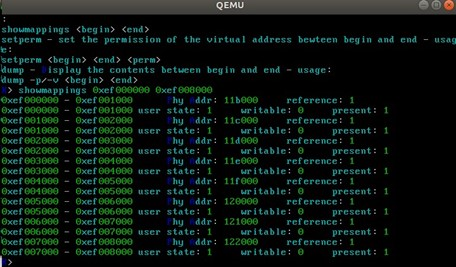 QEMU
:
showmappings <begin> <end>
setperm - set the permission of the virtual address bewteen begin and end - usag
e:
setperm <begin> <end> <perm>
dump - display the contents between begin and end - usage:
dump -p/-v <begin> <end>
K> showmappings 0xef000000 0xef008000
0xef000000 - 0xef001000 Phy Addr: 11b000 reference: 1
0xef000000 - 0xef001000 user state: 1 writable: 0 present: 1
0xef001000 - 0xef002000 Phy Addr: 11c000 reference: 1
0xef001000 - 0xef002000 user state: 1 writable: 0 present: 1
0xef002000 - 0xef003000 Phy Addr: 11d000 reference: 1
0xef002000 - 0xef003000 user state: 1 writable: 0 present: 1
0xef003000 - 0xef004000 Phy Addr: 11e000 reference: 1
0xef003000 - 0xef004000 user state: 1 writable: 0 present: 1
0xef004000 - 0xef005000 Phy Addr: 11f000 reference: 1
0xef004000 - 0xef005000 user state: 1 writable: 0 present: 1
0xef005000 - 0xef006000 Phy Addr: 120000 reference: 1
0xef005000 - 0xef006000 user state: 1 writable: 0 present: 1
0xef006000 - 0xef007000 Phy Addr: 121000 reference: 1
0xef006000 - 0xef007000 user state: 1 writable: 0 present: 1
0xef007000 - 0xef008000 Phy Addr: 122000 reference: 1
0xef007000 - 0xef008000 user state: 1 writable: 0 present: 1
K>